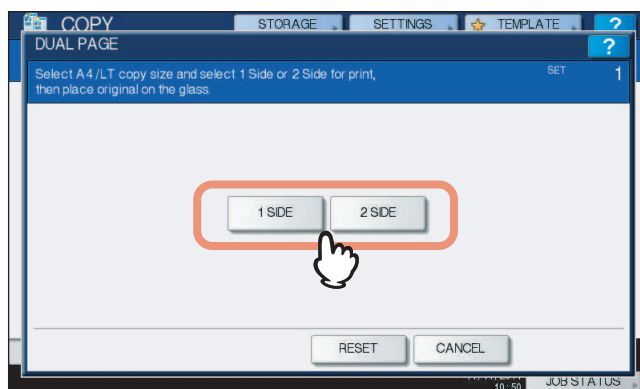 COPY
STORAGE SETTINGS TEMPLATE ?
DUAL PAGE ?
Select A4/LT copy size and select 1 Side or 2 Side for print, SET 1
then place original on the glass.
1 SIDE 2 SIDE
RESET CANCEL
10:50 JOB STATUS